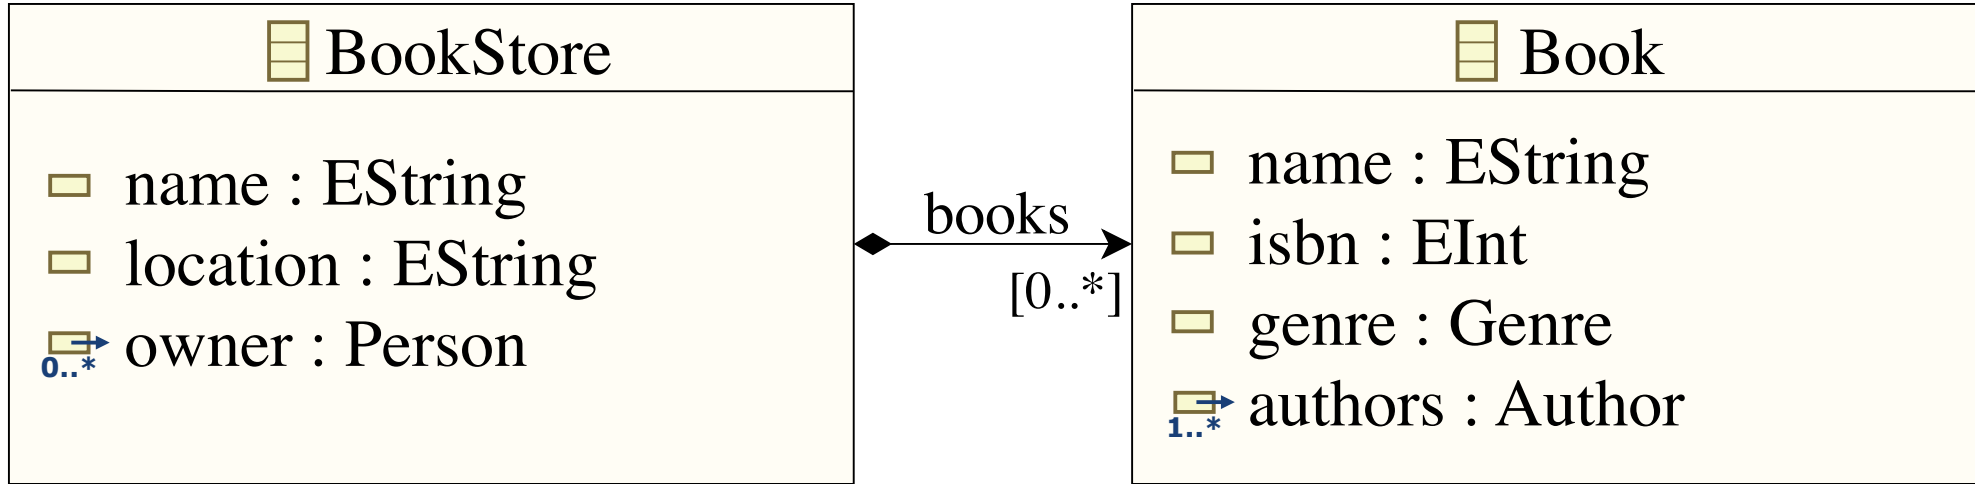 BookStore
name : EString
location : EString
0..* owner : Person
books
[0..*]
Book
name : EString
isbn : EInt
genre : Genre
1..* authors : Author